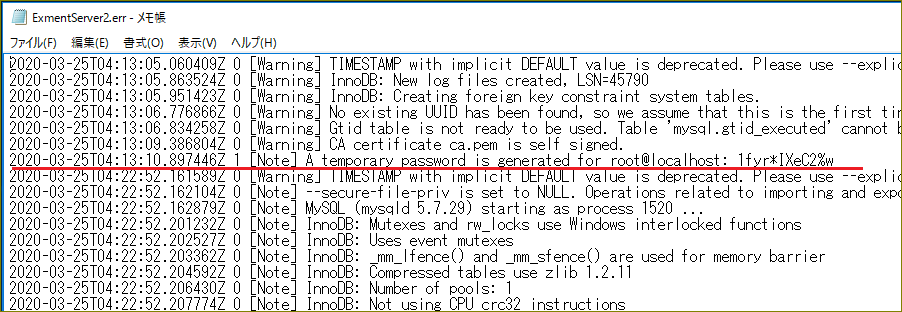 ExmentServer2.err - メモ帳
ファイル(F) 編集(E) 書式(O) 表示(V) ヘルプ(H)
2020-03-25T04:13:05.060409Z 0 [Warning] TIMESTAMP with implicit DEFAULT value is deprecated. Please use --explic
2020-03-25T04:13:05.863524Z 0 [Warning] InnoDB: New log files created, LSN=45790
2020-03-25T04:13:05.951423Z 0 [Warning] InnoDB: Creating foreign key constraint system tables.
2020-03-25T04:13:06.776866Z 0 [Warning] No existing UUID has been found, so we assume that this is the first tim
2020-03-25T04:13:06.834258Z 0 [Warning] Gtid table is not ready to be used. Table 'mysql.gtid_executed' cannot b
2020-03-25T04:13:09.386804Z 0 [Warning] CA certificate ca.pem is self signed.
2020-03-25T04:13:10.897446Z 1 [Note] A temporary password is generated for root@localhost: 1fyr*IXeC2%w
2020-03-25T04:22:52.161589Z 0 [Warning] TIMESTAMP with implicit DEFAULT value is deprecated. Please use --explic
2020-03-25T04:22:52.162104Z 0 [Note] --secure-file-priv is set to NULL. Operations related to importing and expo
2020-03-25T04:22:52.162879Z 0 [Note] MySQL (mysqld 5.7.29) starting as process 1520 ...
2020-03-25T04:22:52.201232Z 0 [Note] InnoDB: Mutexes and rw_locks use Windows interlocked functions
2020-03-25T04:22:52.202527Z 0 [Note] InnoDB: Uses event mutexes
2020-03-25T04:22:52.203362Z 0 [Note] InnoDB: _mm_lfence() and _mm_sfence() are used for memory barrier
2020-03-25T04:22:52.204592Z 0 [Note] InnoDB: Compressed tables use zlib 1.2.11
2020-03-25T04:22:52.206430Z 0 [Note] InnoDB: Number of pools: 1
2020-03-25T04:22:52.207774Z 0 [Note] InnoDB: Not using CPU crc32 instructions